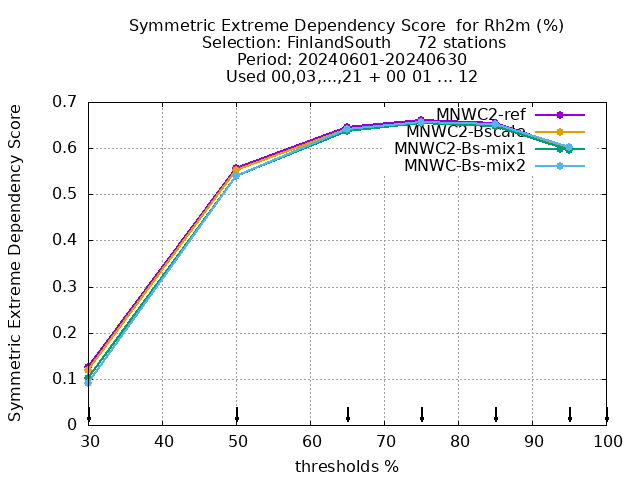 Symmetric Extreme Dependency Score  for Rh2m (%)
Selection: FinlandSouth     72 stations
Period: 20240601-20240630
Used 00,03,...,21 + 00 01 ... 12
Symmetric Extreme Dependency Score
0.7
0.6
0.5
0.4
0.3
0.2
0.1
0
MNWC2-ref
MNWC2-Bscale
MNWC2-Bs-mix1
MNWC-Bs-mix2
30 40 50 60 70 80 90 100
thresholds %